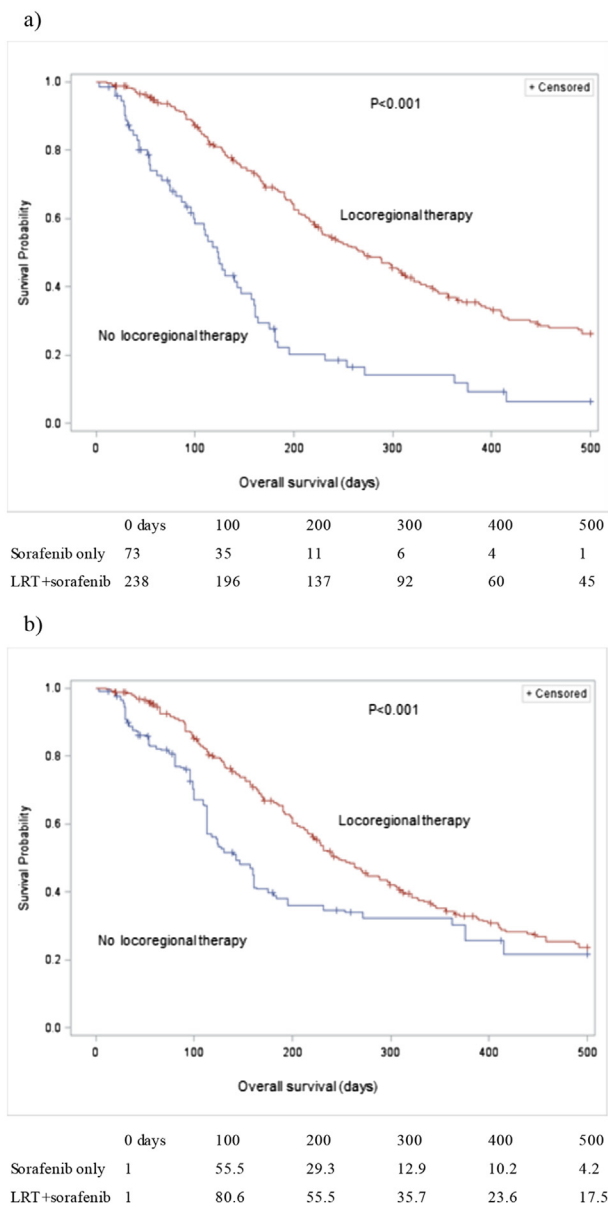 a)
1.0
+ Censored
P<0.001
0.8
Locoregional therapy
0.6
Survival Probability
0.4
No locoregional therapy
0.2
0.0
0 100 200 300 400 500
Overall survival (days)
0 days 100 200 300 400 500
Sorafenib only 73 35 11 6 4 1
LRT+sorafenib 238 196 137 92 60 45
b)
1.0
+ Censored
P<0.001
0.8
Locoregional therapy
0.6
Survival Probability
0.4
No locoregional therapy
0.2
0.0
0 100 200 300 400 500
Overall survival (days)
0 days 100 200 300 400 500
Sorafenib only 1 55.5 29.3 12.9 10.2 4.2
LRT+sorafenib 1 80.6 55.5 35.7 23.6 17.5